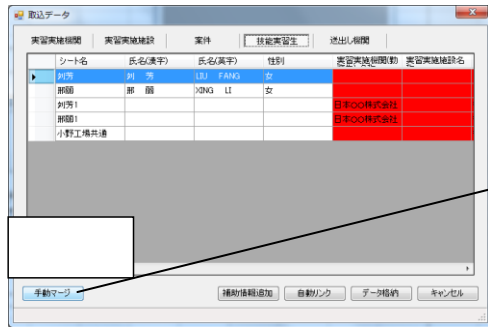 取込データ
実習実施機関 実習実施施設 案件 技能実習生 送出し機関
シート名 氏名(漢字) 氏名(英字) 性別 実習実施機関(勤 実習実施施設名
刘芳 刘 芳 LIU FANG 女
邢丽 邢 丽 XING LI 女
刘芳1 日本○○株式会社
邢丽1 日本○○株式会社
小野工場共通
手動マージ 補助情報追加 自動リンク データ格納 キャンセル